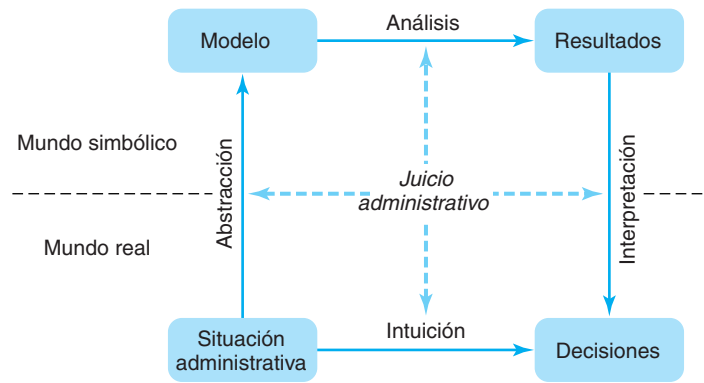 Modelo
Análisis
Resultados
Mundo simbólico
Abstracción
Juicio
administrativo
Interpretación
Mundo real
Situación
administrativa
Intuición
Decisiones